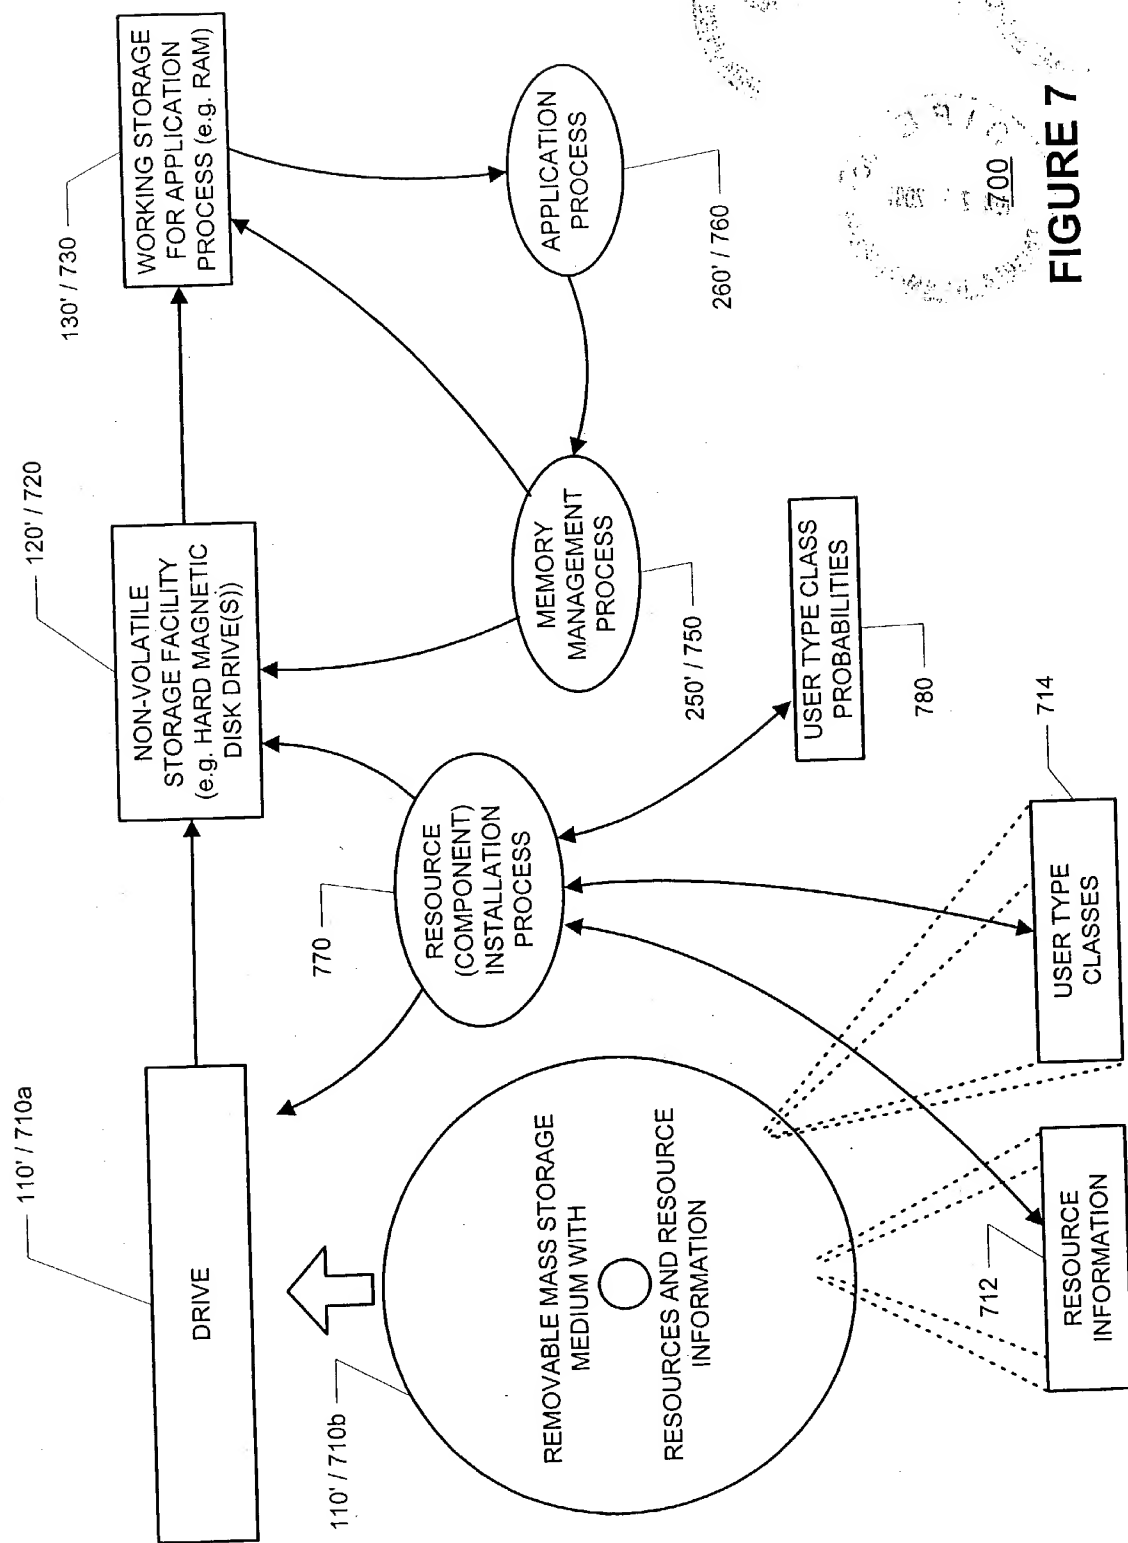 110' / 710a
DRIVE
110' / 710b
REMOVABLE MASS STORAGE
MEDIUM WITH
RESOURCES AND RESOURCE
INFORMATION
712
RESOURCE
INFORMATION
714
USER TYPE
CLASSES
770
RESOURCE
(COMPONENT)
INSTALLATION
PROCESS
120' / 720
NON-VOLATILE
STORAGE FACILITY
(e.g. HARD MAGNETIC
DISK DRIVE(S))
USER TYPE CLASS
PROBABILITIES
780
MEMORY
MANAGEMENT
PROCESS
250' / 750
130' / 730
WORKING STORAGE
FOR APPLICATION
PROCESS (e.g. RAM)
APPLICATION
PROCESS
260' / 760
700
FIGURE 7